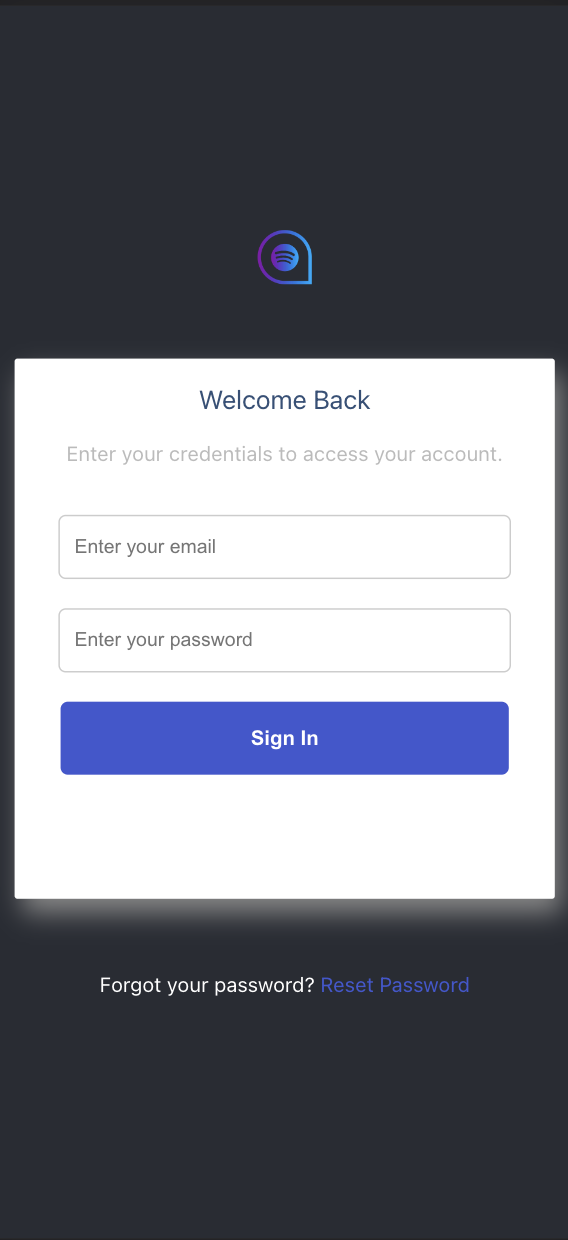 Welcome Back
Enter your credentials to access your account.
Enter your email
Enter your password
Sign In
Forgot your password? Reset Password